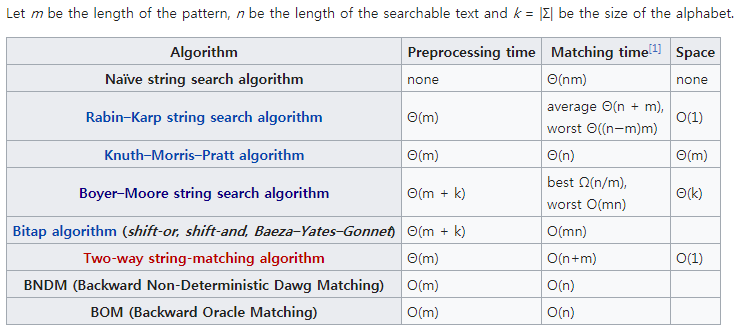 Let m be the length of the pattern, n be the length of the searchable text and k = |Σ| be the size of the alphabet.
Algorithm Preprocessing time Matching time[1] Space
Naïve string search algorithm none Θ(nm) none
Rabin–Karp string search algorithm Θ(m) average Θ(n + m),
worst Θ((n−m)m) O(1)
Knuth–Morris–Pratt algorithm Θ(m) Θ(n) Θ(m)
Boyer–Moore string search algorithm Θ(m + k) best Ω(n/m),
worst O(mn) Θ(k)
Bitap algorithm (shift-or, shift-and, Baeza–Yates–Gonnet) Θ(m + k) O(mn)
Two-way string-matching algorithm Θ(m) O(n+m) O(1)
BNDM (Backward Non-Deterministic Dawg Matching) O(m) O(n)
BOM (Backward Oracle Matching) O(m) O(n)